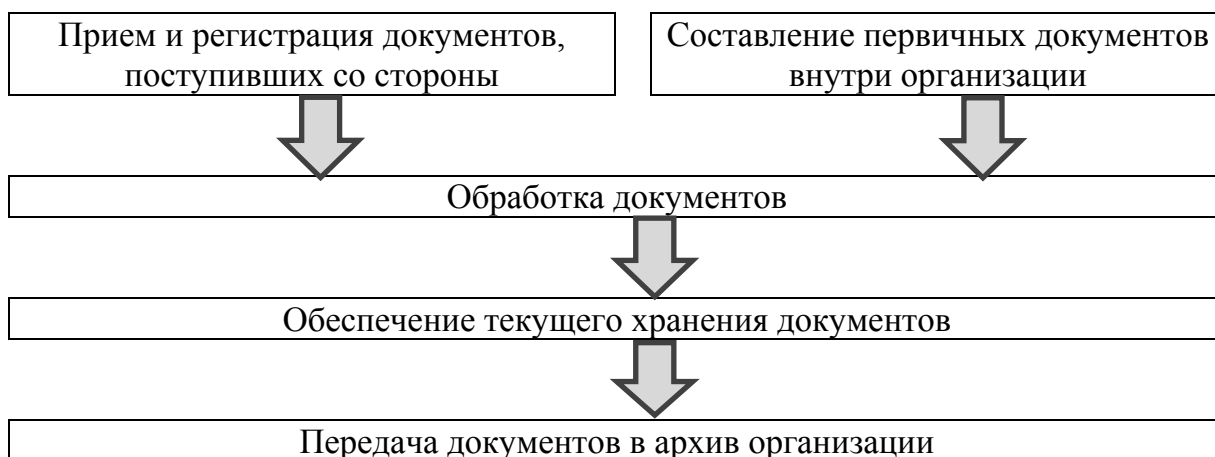 Прием и регистрация документов,
поступивших со стороны
Составление первичных документов
внутри организации
Обработка документов
Обеспечение текущего хранения документов
Передача документов в архив организации